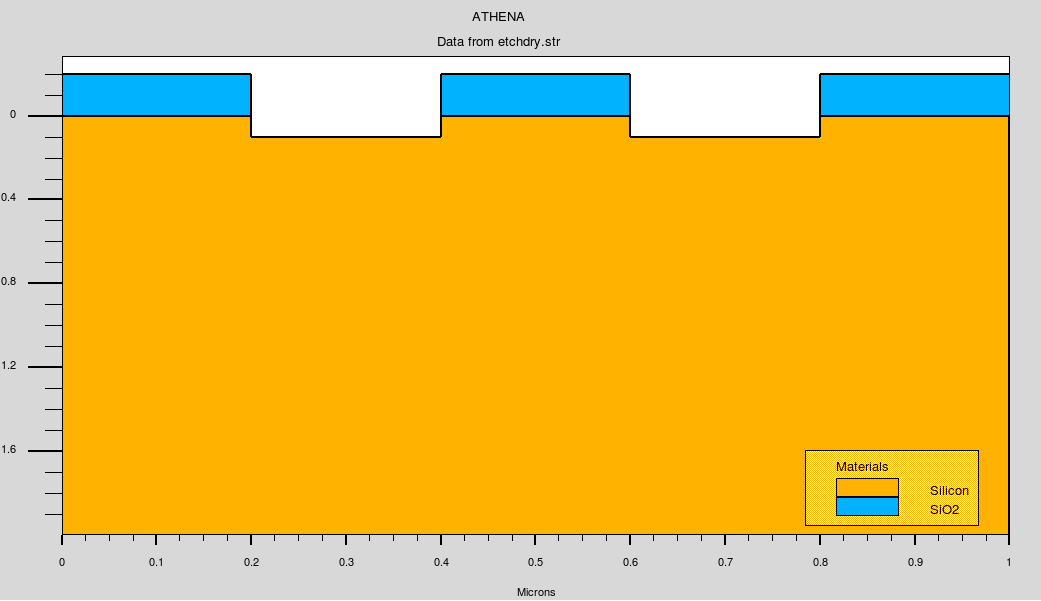 ATHENA
Data from etchdry.str
0
0.4
0.8
1.2
1.6
Materials
Silicon
SiO2
0 0.1 0.2 0.3 0.4 0.5 0.6 0.7 0.8 0.9 1
Microns